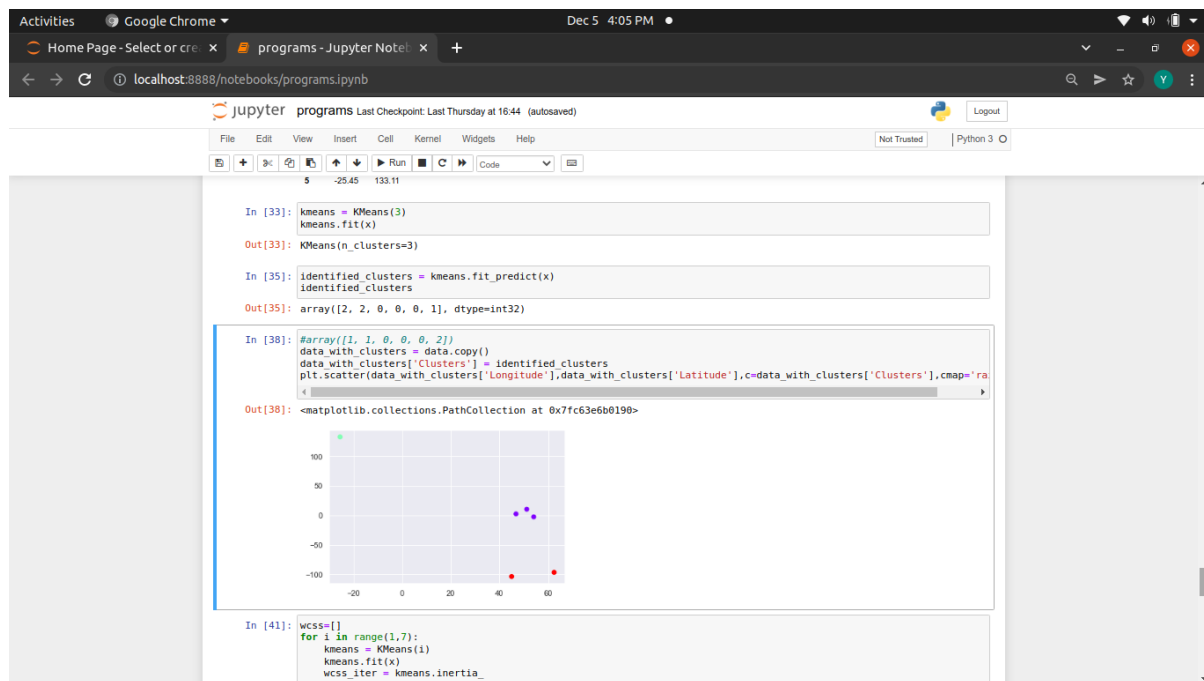 Activities Google Chrome Dec 5 4:05 PM
Home Page - Select or cre programs - Jupyter Noteb
localhost:8888/notebooks/programs.ipynb Y
jupyter programs Last Checkpoint: Last Thursday at 16:44 (autosaved) Logout
File Edit View Insert Cell Kernel Widgets Help Not Trusted Python 3
Run Code
5 -25.45 133.11
In [33]: kmeans = KMeans(3)
kmeans.fit(x)
Out[33]: KMeans(n_clusters=3)
In [35]: identified_clusters = kmeans.fit_predict(x)
identified_clusters
Out[35]: array([2, 2, 0, 0, 0, 1], dtype=int32)
In [38]: #array([1, 1, 0, 0, 0, 2])
data_with_clusters = data.copy()
data_with_clusters['Clusters'] = identified_clusters
plt.scatter(data_with_clusters['Longitude'],data_with_clusters['Latitude'],c=data_with_clusters['Clusters'],cmap='ra
Out[38]: <matplotlib.collections.PathCollection at 0x7fc63e6b0190>
100
50
0
−50
−100
−20 0 20 40 60
In [41]: wcss=[]
for i in range(1,7):
kmeans = KMeans(i)
kmeans.fit(x)
wcss_iter = kmeans.inertia_